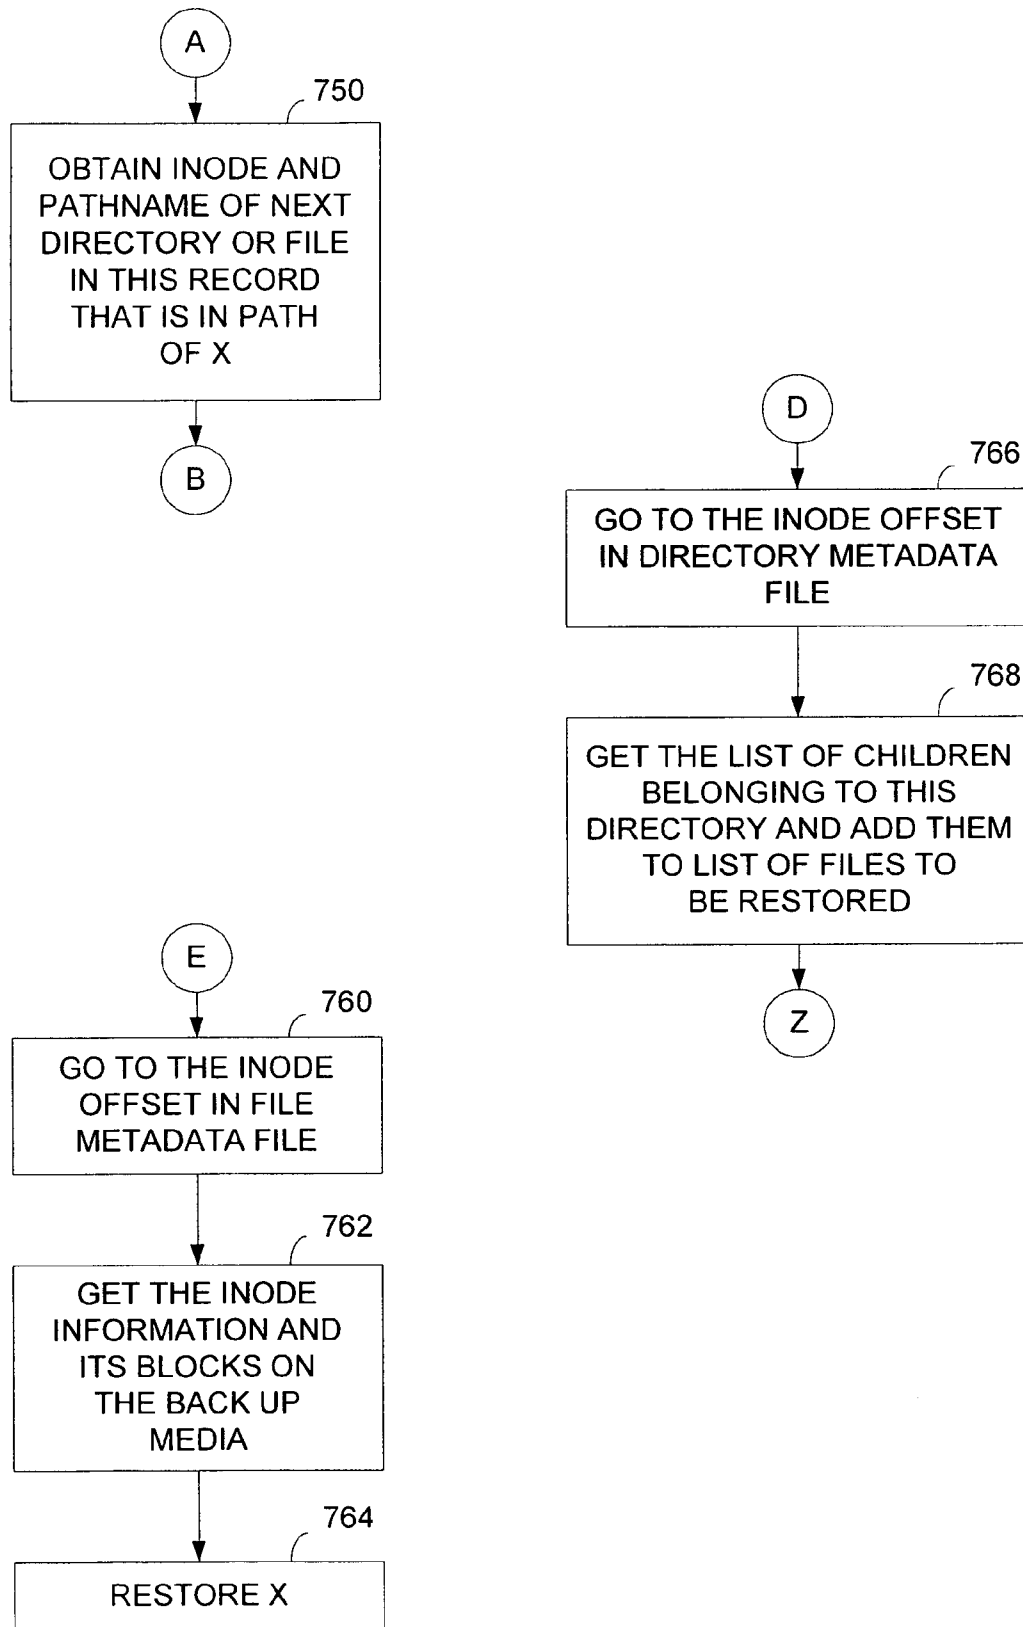 A
750
OBTAIN INODE AND
PATHNAME OF NEXT
DIRECTORY OR FILE
IN THIS RECORD
THAT IS IN PATH
OF X
B
D
766
GO TO THE INODE OFFSET
IN DIRECTORY METADATA
FILE
768
GET THE LIST OF CHILDREN
BELONGING TO THIS
DIRECTORY AND ADD THEM
TO LIST OF FILES TO
BE RESTORED
Z
E
760
GO TO THE INODE
OFFSET IN FILE
METADATA FILE
762
GET THE INODE
INFORMATION AND
ITS BLOCKS ON
THE BACK UP
MEDIA
764
RESTORE X